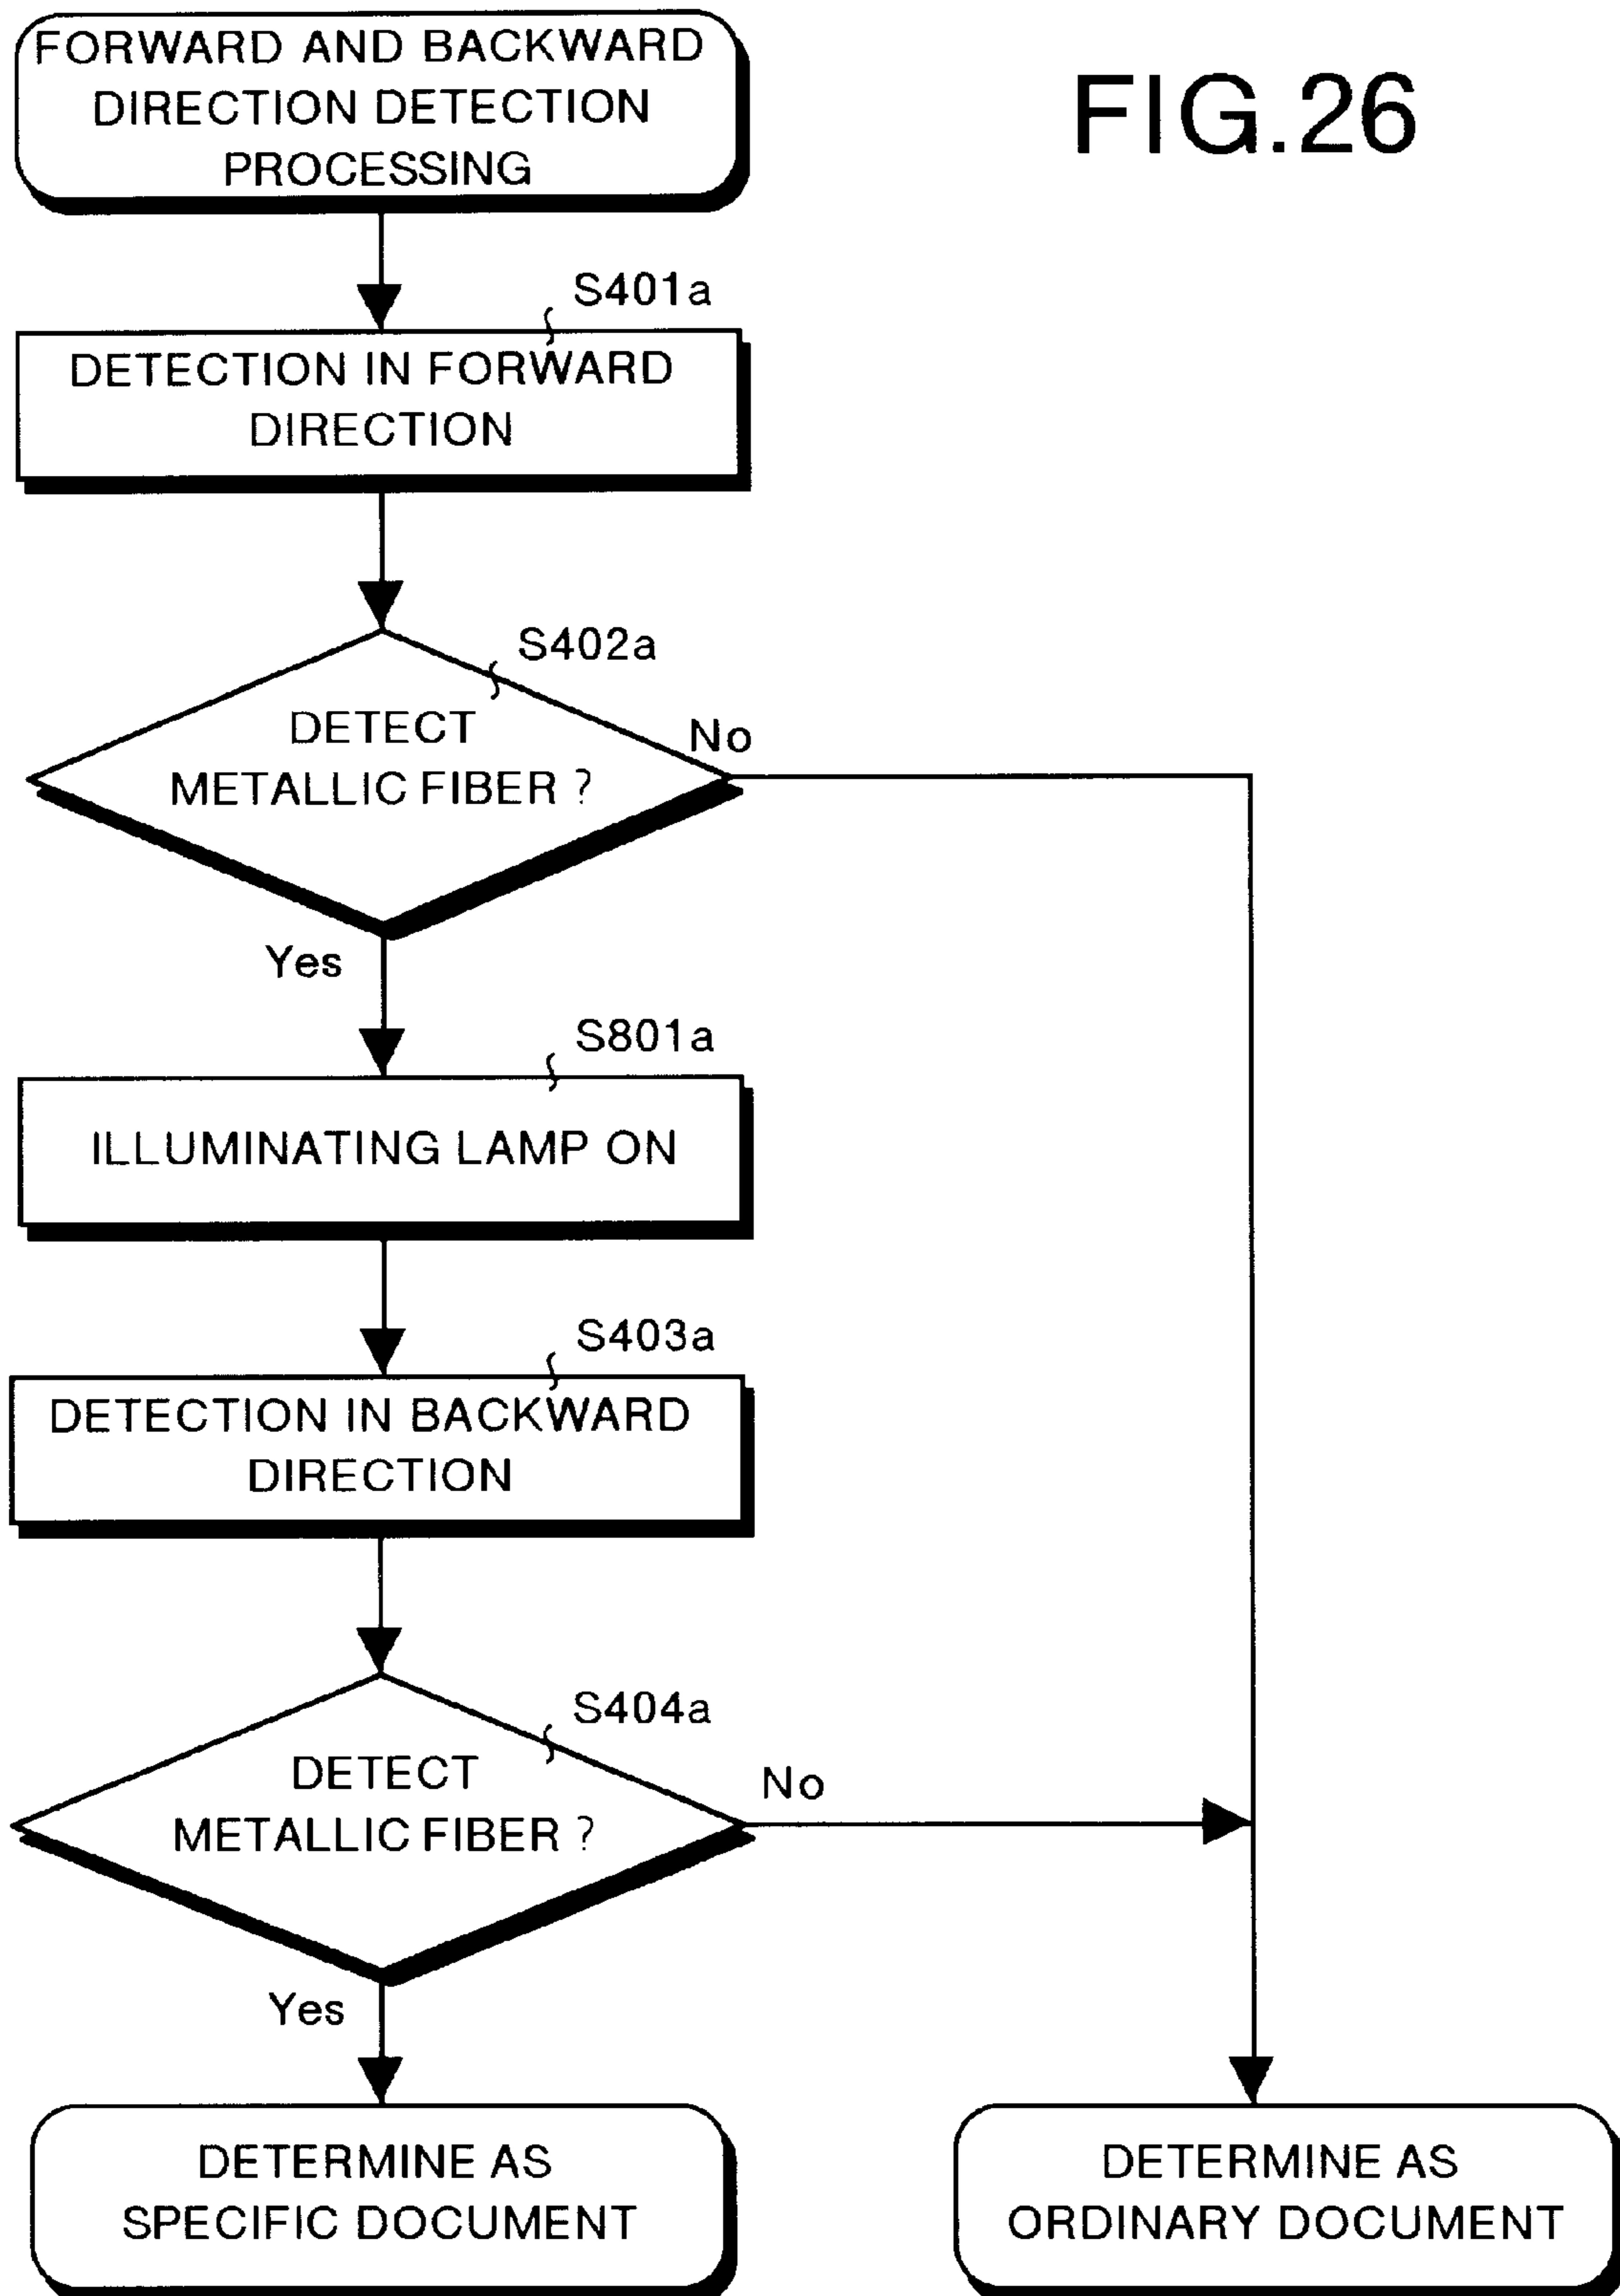 FORWARD AND BACKWARD
DIRECTION DETECTION
PROCESSING
FIG.26
S401a
DETECTION IN FORWARD
DIRECTION
S402a
DETECT
METALLIC FIBER ?
No
Yes
S801a
ILLUMINATING LAMP ON
S403a
DETECTION IN BACKWARD
DIRECTION
S404a
DETECT
METALLIC FIBER ?
No
Yes
DETERMINE AS
SPECIFIC DOCUMENT
DETERMINE AS
ORDINARY DOCUMENT